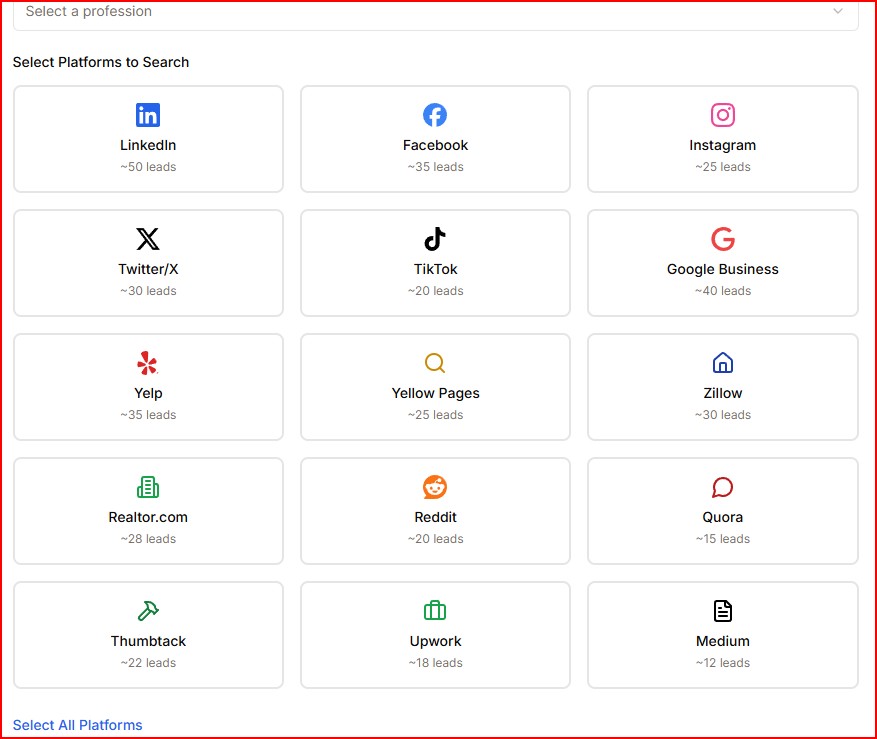 Select a profession
Select Platforms to Search
LinkedIn
~50 leads
Facebook
~35 leads
Instagram
~25 leads
Twitter/X
~30 leads
TikTok
~20 leads
Google Business
~40 leads
Yelp
~35 leads
Yellow Pages
~25 leads
Zillow
~30 leads
Realtor.com
~28 leads
Reddit
~20 leads
Quora
~15 leads
Thumbtack
~22 leads
Upwork
~18 leads
Medium
~12 leads
Select All Platforms